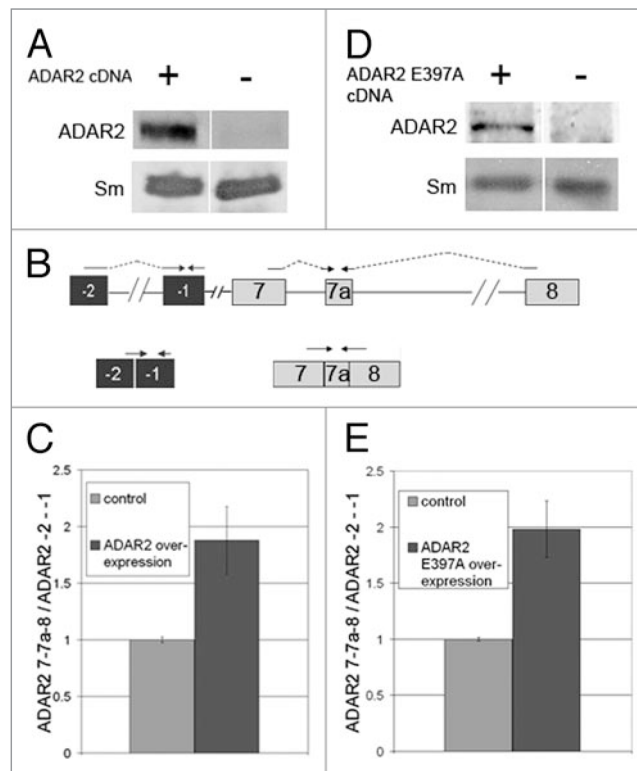 A
ADAR2 cDNA + -
ADAR2
Sm
D
ADAR2 E397A + -
cDNA
ADAR2
Sm
B
-2 -1 7 7a 8
-2 -1 7 7a 8
C
ADAR2 7-7a-8 / ADAR2 -2 - -1
2.5
2
1.5
1
0.5
0
control
ADAR2 over-
expression
E
ADAR2 7-7a-8 / ADAR2 -2 - -1
2.5
2
1.5
1
0.5
0
control
ADAR2
E397A over-
expression